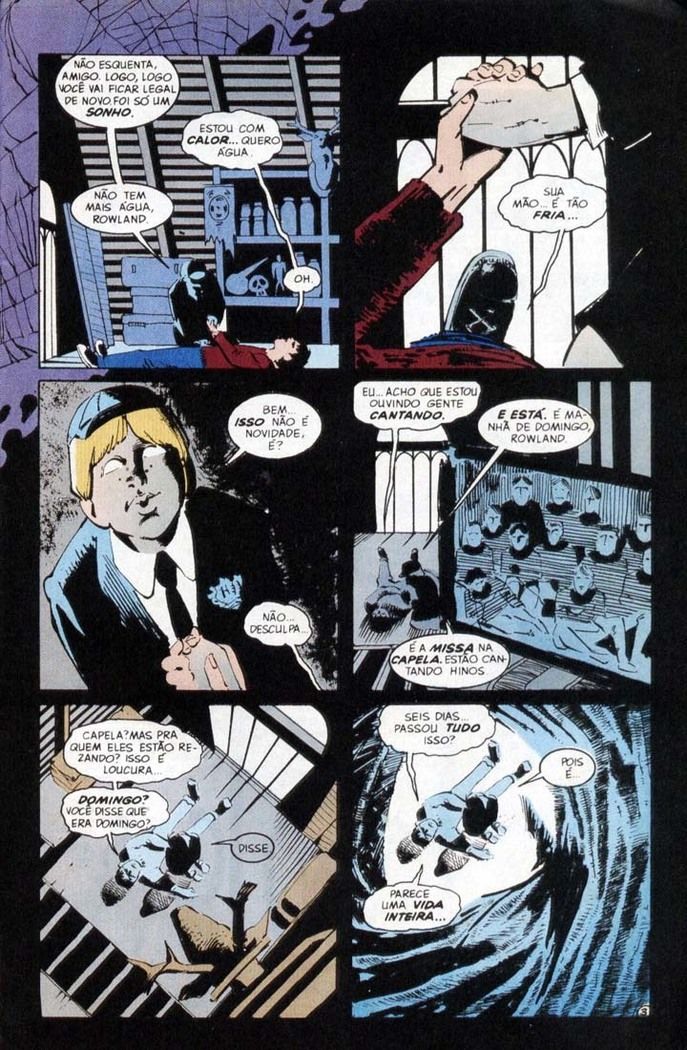 NÃO ESQUENTA,
AMIGO. LOGO, LOGO
VOCÊ VAI FICAR LEGAL
DE NOVO. FOI SÓ UM
SONHO.
ESTOU COM
CALOR... QUERO
ÁGUA.
NÃO TEM
MAIS ÁGUA,
ROWLAND.
OH.
SUA
MÃO... É TÃO
FRIA...
BEM...
ISSO NÃO É
NOVIDADE,
É?
NÃO...
DESCULPA...
EU... ACHO QUE ESTOU
OUVINDO GENTE
CANTANDO.
E ESTÁ. É MA-
NHÃ DE DOMINGO,
ROWLAND.
É A MISSA NA
CAPELA. ESTÃO CAN-
TANDO HINOS
CAPELA? MAS PRA
QUEM ELES ESTÃO RE-
ZANDO? ISSO É
LOUCURA...
DOMINGO?
VOCÊ DISSE QUE
ERA DOMINGO?
DISSE.
SEIS DIAS...
PASSOU TUDO
ISSO?
POIS
É...
PARECE
UMA VIDA
INTEIRA...
3